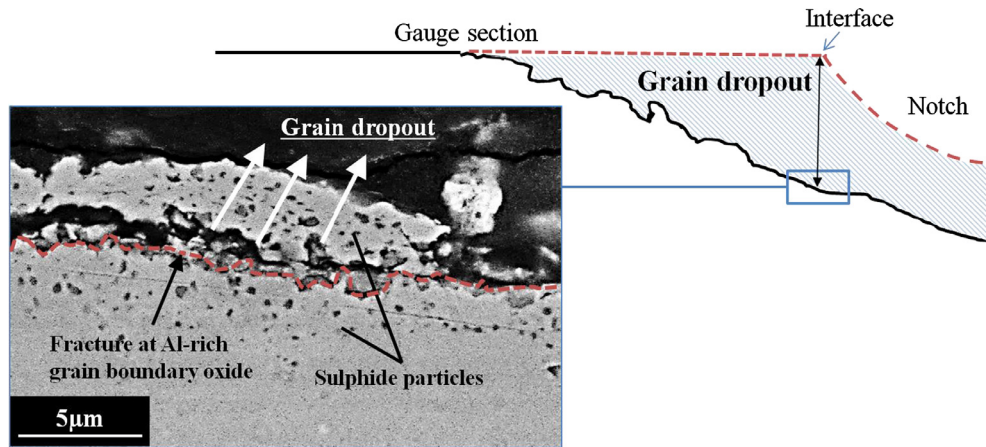 Gauge section
Interface
Grain dropout
Notch
Grain dropout
Fracture at Al-rich
grain boundary oxide
Sulphide particles
5μm